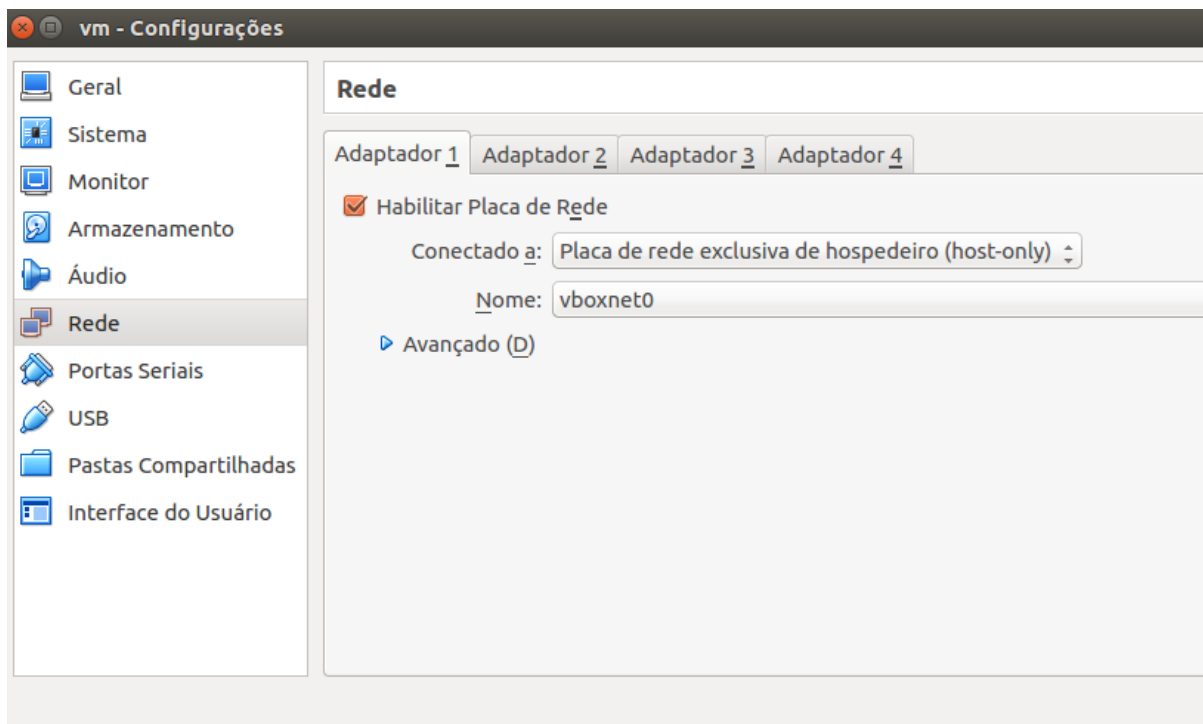 vm - Configurações
Geral
Sistema
Monitor
Armazenamento
Áudio
Rede
Portas Seriais
USB
Pastas Compartilhadas
Interface do Usuário
Rede
Adaptador 1 Adaptador 2 Adaptador 3 Adaptador 4
Habilitar Placa de Rede
Conectado a: Placa de rede exclusiva de hospedeiro (host-only)
Nome: vboxnet0
Avançado (D)